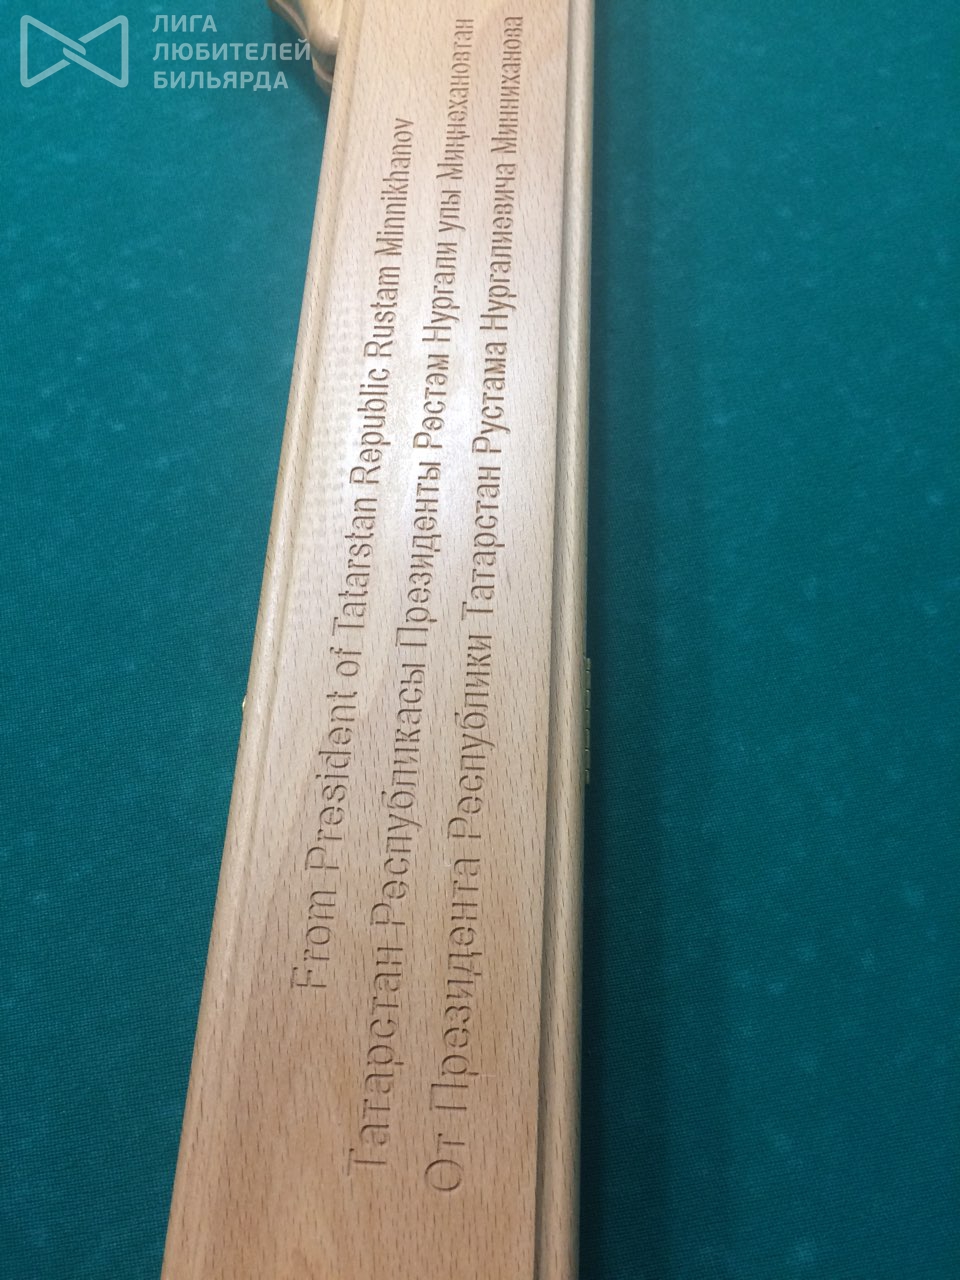 ЛИГА
ЛЮБИТЕЛЕЙ
БИЛЬЯРДА
From President of Tatarstan Republic Rustam Minnikhanov
Татарстан Республикасы Президенты Рөстәм Нургали улы Миңнехановтан
От Президента Республики Татарстан Рустама Нургалиевича Минниханова